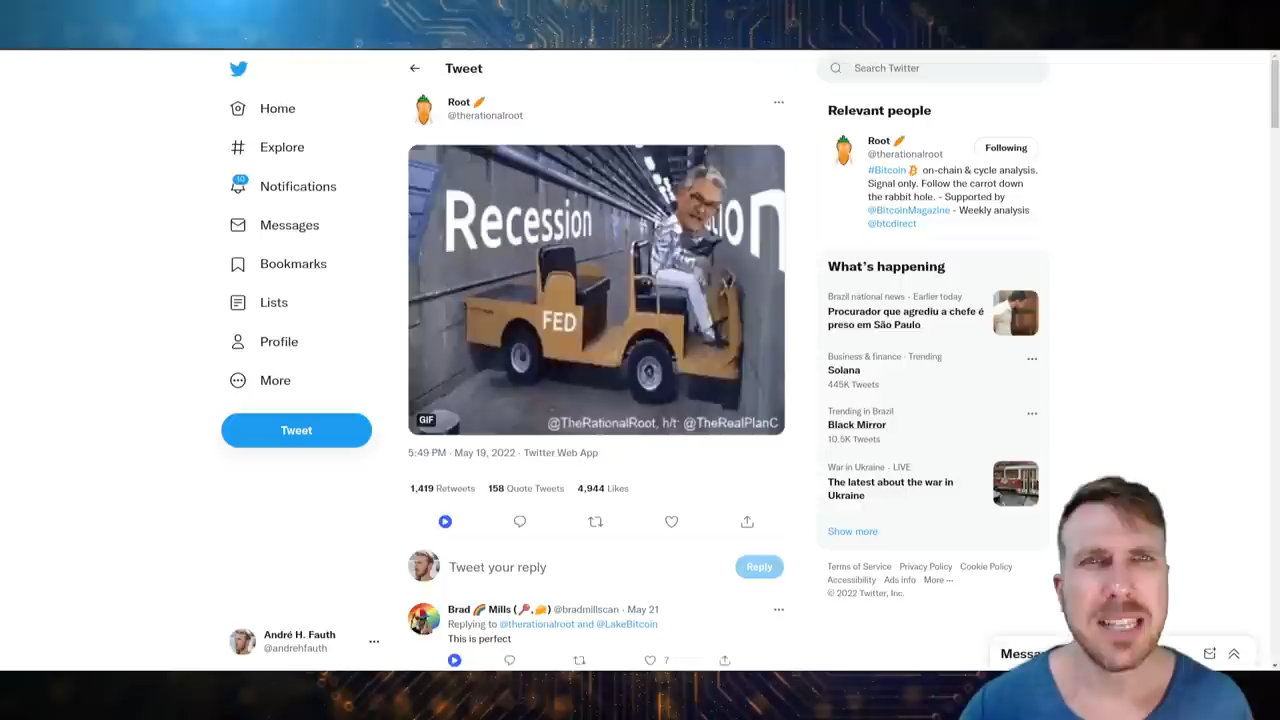 Home
Explore
10
Notifications
Messages
Bookmarks
Lists
Profile
More
Tweet
André H. Fauth
@andrehfauth
Tweet
Root
@therationalroot
Recession
FED
GIF
@TheRationalRoot, h/t: @TheRealPlanC
5:49 PM · May 19, 2022 · Twitter Web App
1,419 Retweets 158 Quote Tweets 4,944 Likes
Tweet your reply
Reply
Brad Mills ( , ) @bradmillscan · May 21
Replying to @therationalroot and @LakeBitcoin
This is perfect
7
Search Twitter
Relevant people
Root
@therationalroot
Following
#Bitcoin on-chain & cycle analysis.
Signal only. Follow the carrot down
the rabbit hole. - Supported by
@BitcoinMagazine - Weekly analysis
@btcdirect
What's happening
Brazil national news · Earlier today
Procurador que agrediu a chefe é
preso em São Paulo
Business & finance · Trending
Solana
445K Tweets
Trending in Brazil
Black Mirror
10.5K Tweets
War in Ukraine · LIVE
The latest about the war in
Ukraine
Show more
Terms of Service Privacy Policy Cookie Policy
Accessibility Ads info More ···
© 2022 Twitter, Inc.